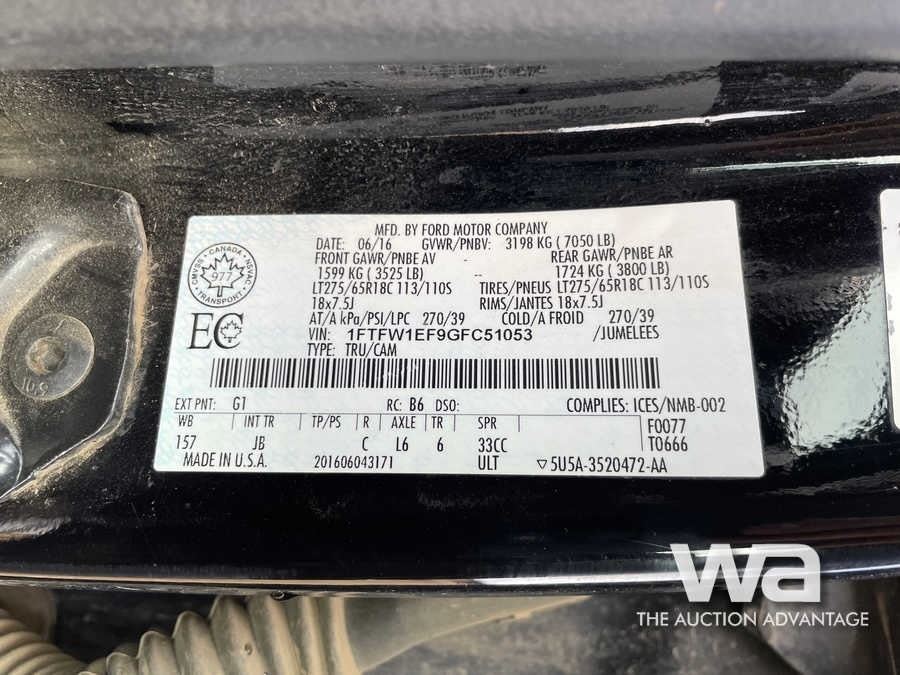 MFD. BY FORD MOTOR COMPANY
DATE: 06/16 GVWR/PNBV: 3198 KG ( 7050 LB)
FRONT GAWR/PNBE AV REAR GAWR/PNBE AR
1599 KG ( 3525 LB) -- 1724 KG ( 3800 LB)
LT275/65R18C 113/110S TIRES/PNEUS LT275/65R18C 113/110S
18x7.5J RIMS/JANTES 18x7.5J
AT/A kPa/PSI/LPC 270/39 COLD/A FROID 270/39
VIN: 1FTFW1EF9GFC51053 /JUMELEES
TYPE: TRU/CAM
CANADA
CMVSS NSVAC
977
TRANSPORT
EC
EXT PNT: G1 RC: B6 DSO: COMPLIES: ICES/NMB-002
WB INT TR TP/PS R AXLE TR SPR F0077
157 JB C L6 6 33CC T0666
MADE IN U.S.A. 201606043171 ULT ▽5U5A-3520472-AA
10.9
wa
THE AUCTION ADVANTAGE